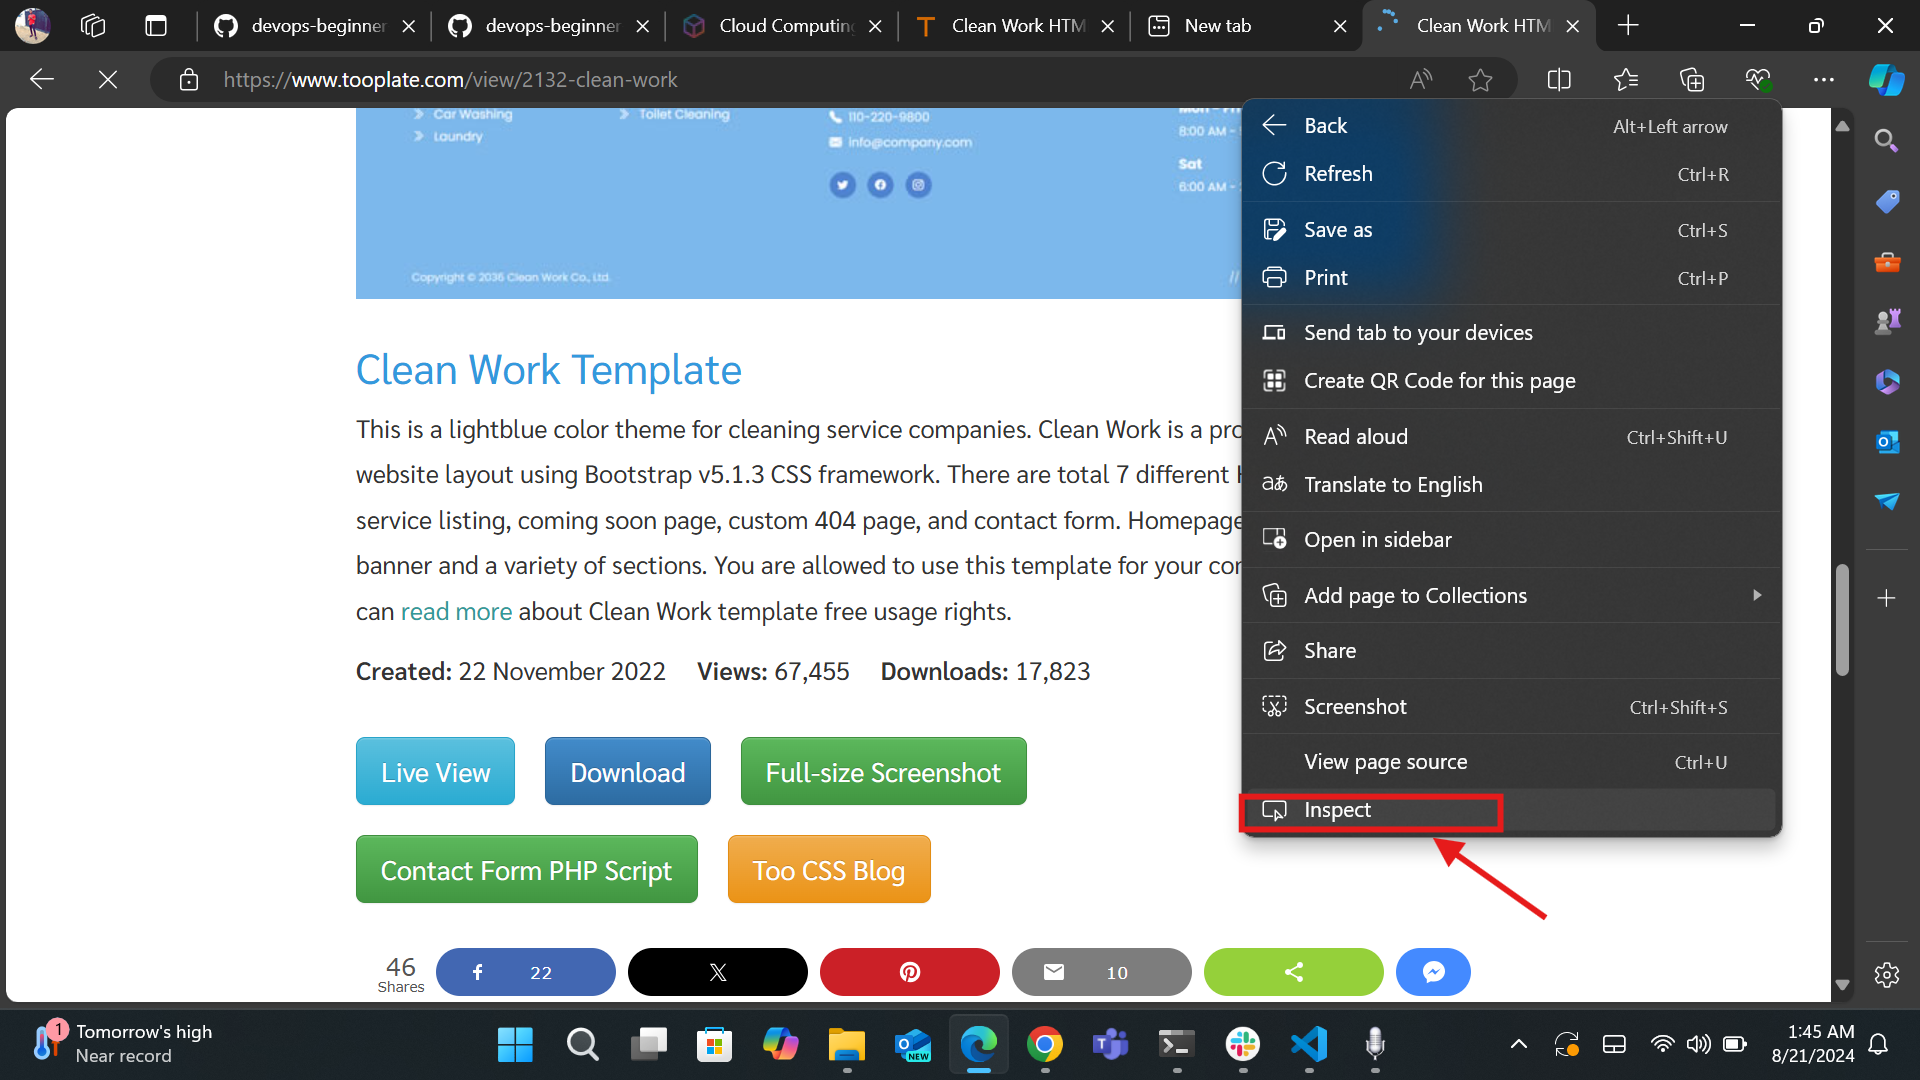 devops-beginner
devops-beginner
Cloud Computing
Clean Work HTM
New tab
Clean Work HTM
https://www.tooplate.com/view/2132-clean-work
Car Washing
Toilet Cleaning
Laundry
110-220-9800
info@company.com
8:00 AM -
Sat
6:00 AM -
Copyright © 2036 Clean Work Co., Ltd.
//
Clean Work Template
This is a lightblue color theme for cleaning service companies. Clean Work is a pro
website layout using Bootstrap v5.1.3 CSS framework. There are total 7 different
service listing, coming soon page, custom 404 page, and contact form. Homepage
banner and a variety of sections. You are allowed to use this template for your
can read more about Clean Work template free usage rights.
Created: 22 November 2022 Views: 67,455 Downloads: 17,823
Live View
Download
Full-size Screenshot
Contact Form PHP Script
Too CSS Blog
46
Shares
22
10
Back Alt+Left arrow
Refresh Ctrl+R
Save as Ctrl+S
Print Ctrl+P
Send tab to your devices
Create QR Code for this page
Read aloud Ctrl+Shift+U
Translate to English
Open in sidebar
Add page to Collections
Share
Screenshot Ctrl+Shift+S
View page source Ctrl+U
Inspect
1
Tomorrow's high
Near record
NEW
1:45 AM
8/21/2024